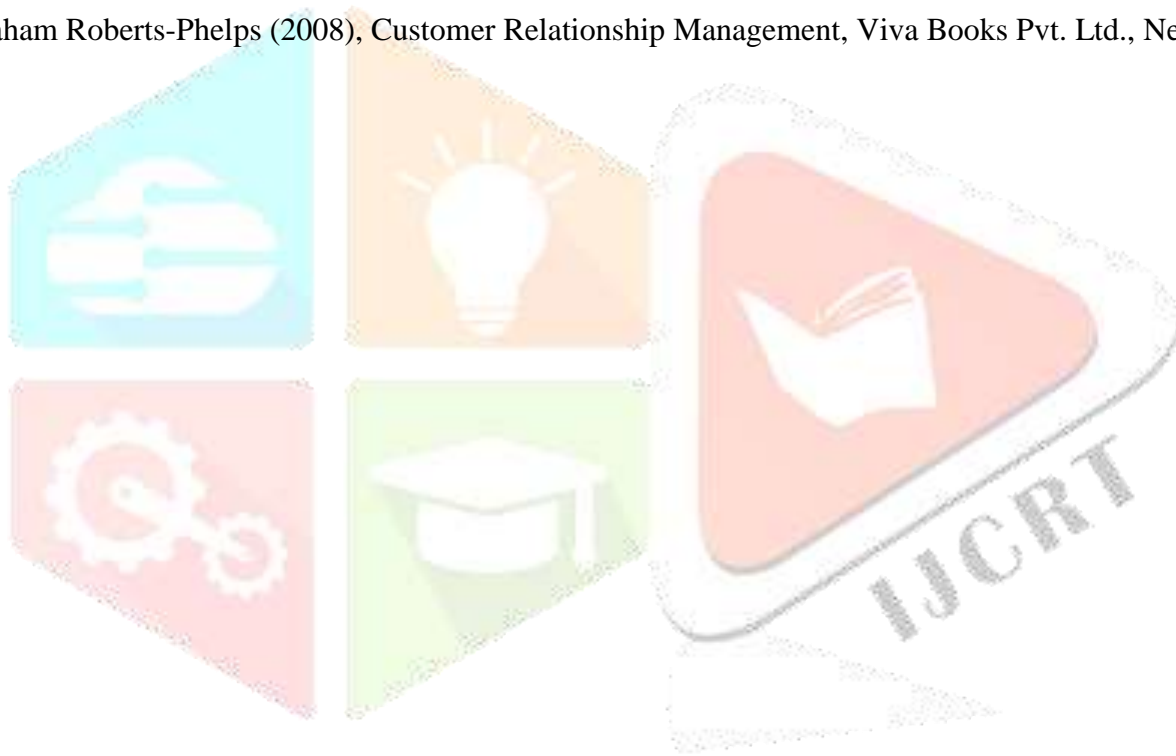 aham Roberts-Phelps (2008), Customer Relationship Management, Viva Books Pvt. Ltd., Ne
IJCRT